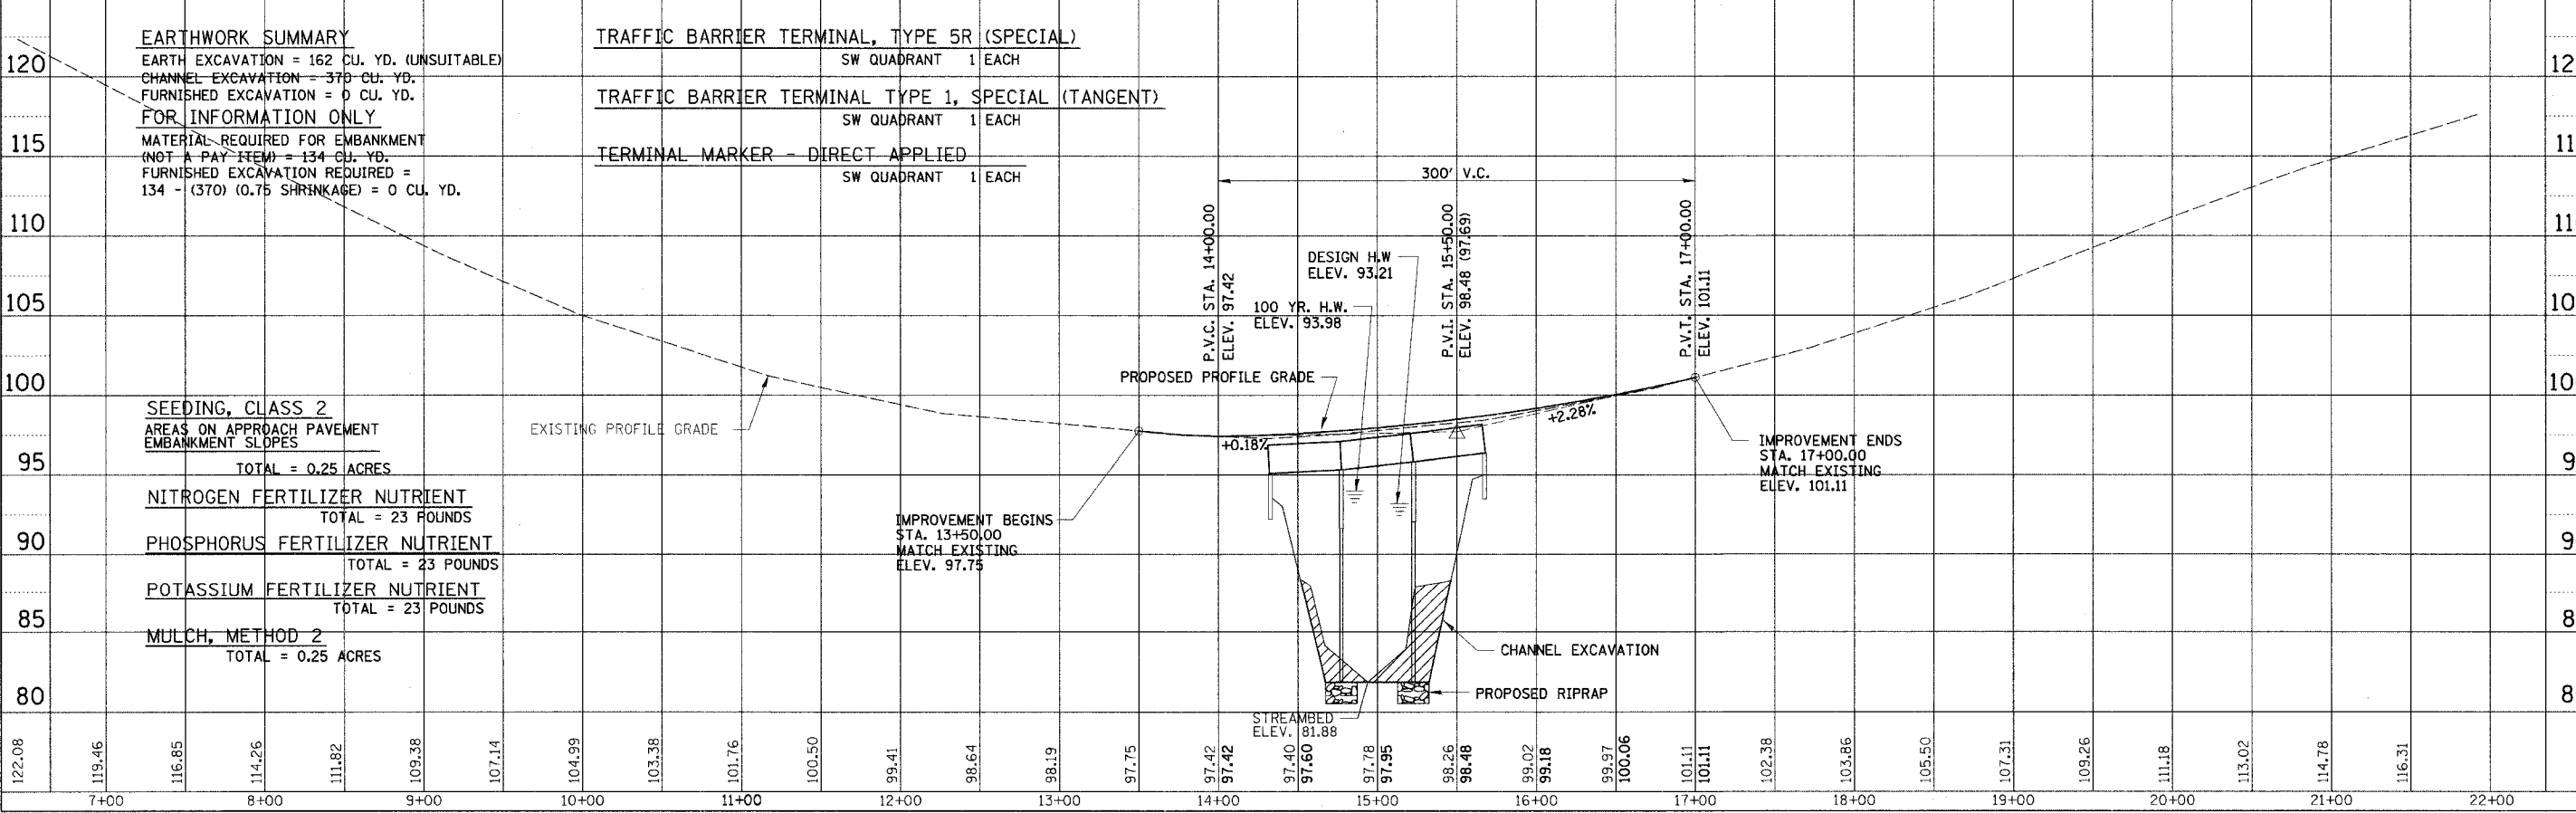 EARTHWORK SUMMARY
EARTH EXCAVATION = 162 CU. YD. (UNSUITABLE)
CHANNEL EXCAVATION = 370 CU. YD.
FURNISHED EXCAVATION = 0 CU. YD.
FOR INFORMATION ONLY
MATERIAL REQUIRED FOR EMBANKMENT
(NOT A PAY ITEM) = 134 CU. YD.
FURNISHED EXCAVATION REQUIRED =
134 - (370) (0.75 SHRINKAGE) = 0 CU. YD.
TRAFFIC BARRIER TERMINAL, TYPE 5R (SPECIAL)
SW QUADRANT 1 EACH
TRAFFIC BARRIER TERMINAL TYPE 1, SPECIAL (TANGENT)
SW QUADRANT 1 EACH
TERMINAL MARKER - DIRECT APPLIED
SW QUADRANT 1 EACH
120
115
110
105
100
95
90
85
80
SEEDING, CLASS 2
AREAS ON APPROACH PAVEMENT
EMBANKMENT SLOPES
TOTAL = 0.25 ACRES
NITROGEN FERTILIZER NUTRIENT
TOTAL = 23 POUNDS
PHOSPHORUS FERTILIZER NUTRIENT
TOTAL = 23 POUNDS
POTASSIUM FERTILIZER NUTRIENT
TOTAL = 23 POUNDS
MULCH, METHOD 2
TOTAL = 0.25 ACRES
EXISTING PROFILE GRADE
IMPROVEMENT BEGINS
STA. 13+50.00
MATCH EXISTING
ELEV. 97.75
300' V.C.
P.V.C. STA. 14+00.00
ELEV. 97.42
DESIGN H.W
ELEV. 93.21
100 YR. H.W.
ELEV. 93.98
P.V.I. STA. 15+50.00
ELEV. 98.48 (97.69)
P.V.T. STA. 17+00.00
ELEV. 101.11
PROPOSED PROFILE GRADE
+0.18%
+2.28%
IMPROVEMENT ENDS
STA. 17+00.00
MATCH EXISTING
ELEV. 101.11
CHANNEL EXCAVATION
PROPOSED RIPRAP
STREAMBED
ELEV. 81.88
12
11
11
10
10
9
9
8
8
122.08
119.46
116.85
114.26
111.82
109.38
107.14
104.99
103.38
101.76
100.50
99.41
98.64
98.19
97.75
97.42
97.42
97.40
97.60
97.78
97.95
98.26
98.48
99.02
99.18
99.97
100.06
101.11
101.11
102.38
103.86
105.50
107.31
109.26
111.18
113.02
114.78
116.31
7+00 8+00 9+00 10+00 11+00 12+00 13+00 14+00 15+00 16+00 17+00 18+00 19+00 20+00 21+00 22+00